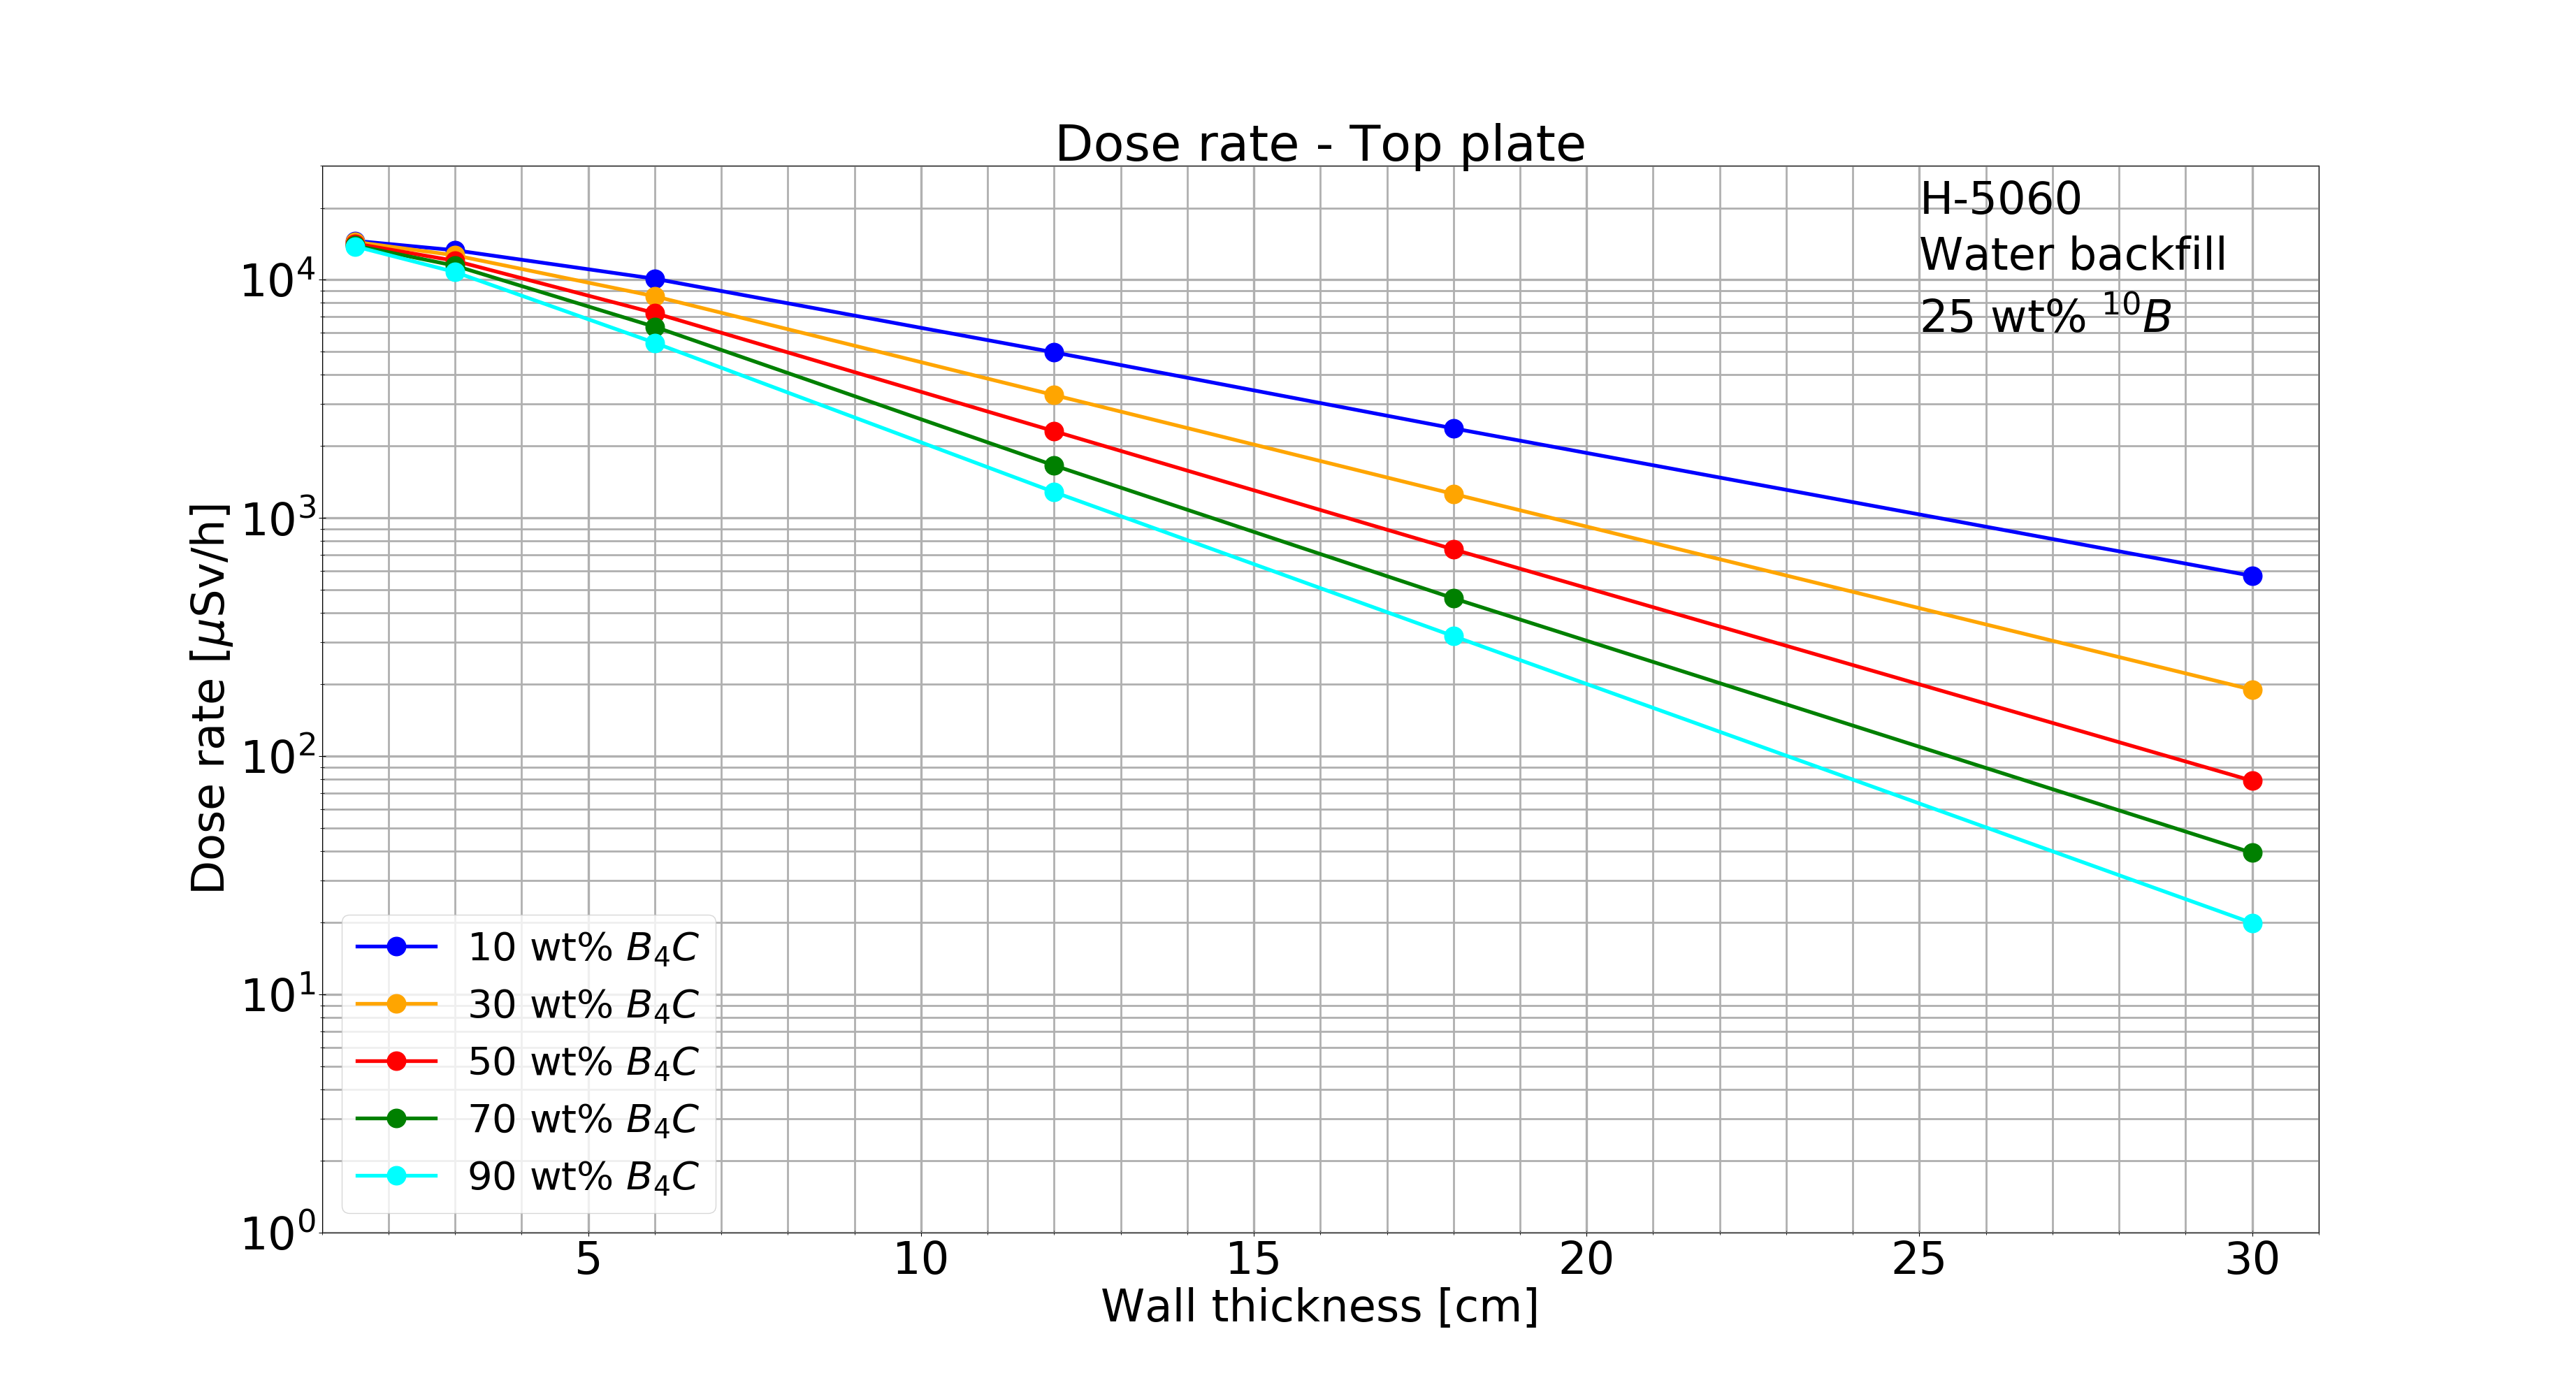 Dose rate - Top plate
H-5060
Water backfill
25 wt% ¹⁰B
Dose rate [μSv/h]
10⁴
10³
10²
10¹
10⁰
10 wt% B₄C
30 wt% B₄C
50 wt% B₄C
70 wt% B₄C
90 wt% B₄C
5 10 15 20 25 30
Wall thickness [cm]